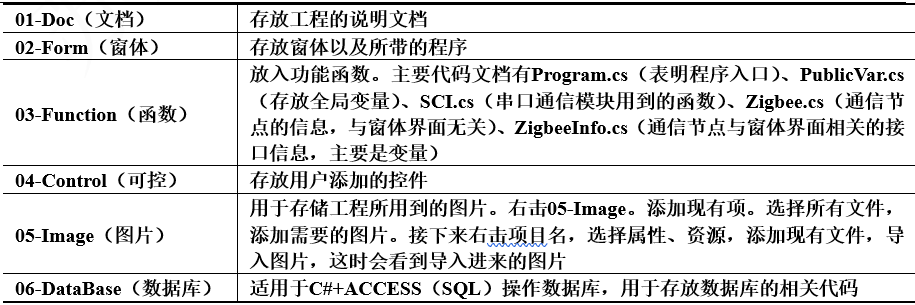 01-Doc（文档） 存放工程的说明文档
02-Form（窗体） 存放窗体以及所带的程序
03-Function（函数） 放入功能函数。主要代码文档有Program.cs（表明程序入口）、PublicVar.cs
（存放全局变量）、SCI.cs（串口通信模块用到的函数）、Zigbee.cs（通信节
点的信息，与窗体界面无关）、ZigbeeInfo.cs（通信节点与窗体界面相关的接
口信息，主要是变量）
04-Control（可控） 存放用户添加的控件
05-Image（图片） 用于存储工程所用到的图片。右击05-Image。添加现有项。选择所有文件，
添加需要的图片。接下来右击项目名，选择属性、资源，添加现有文件，导
入图片，这时会看到导入进来的图片
06-DataBase（数据库） 适用于C#+ACCESS（SQL）操作数据库，用于存放数据库的相关代码